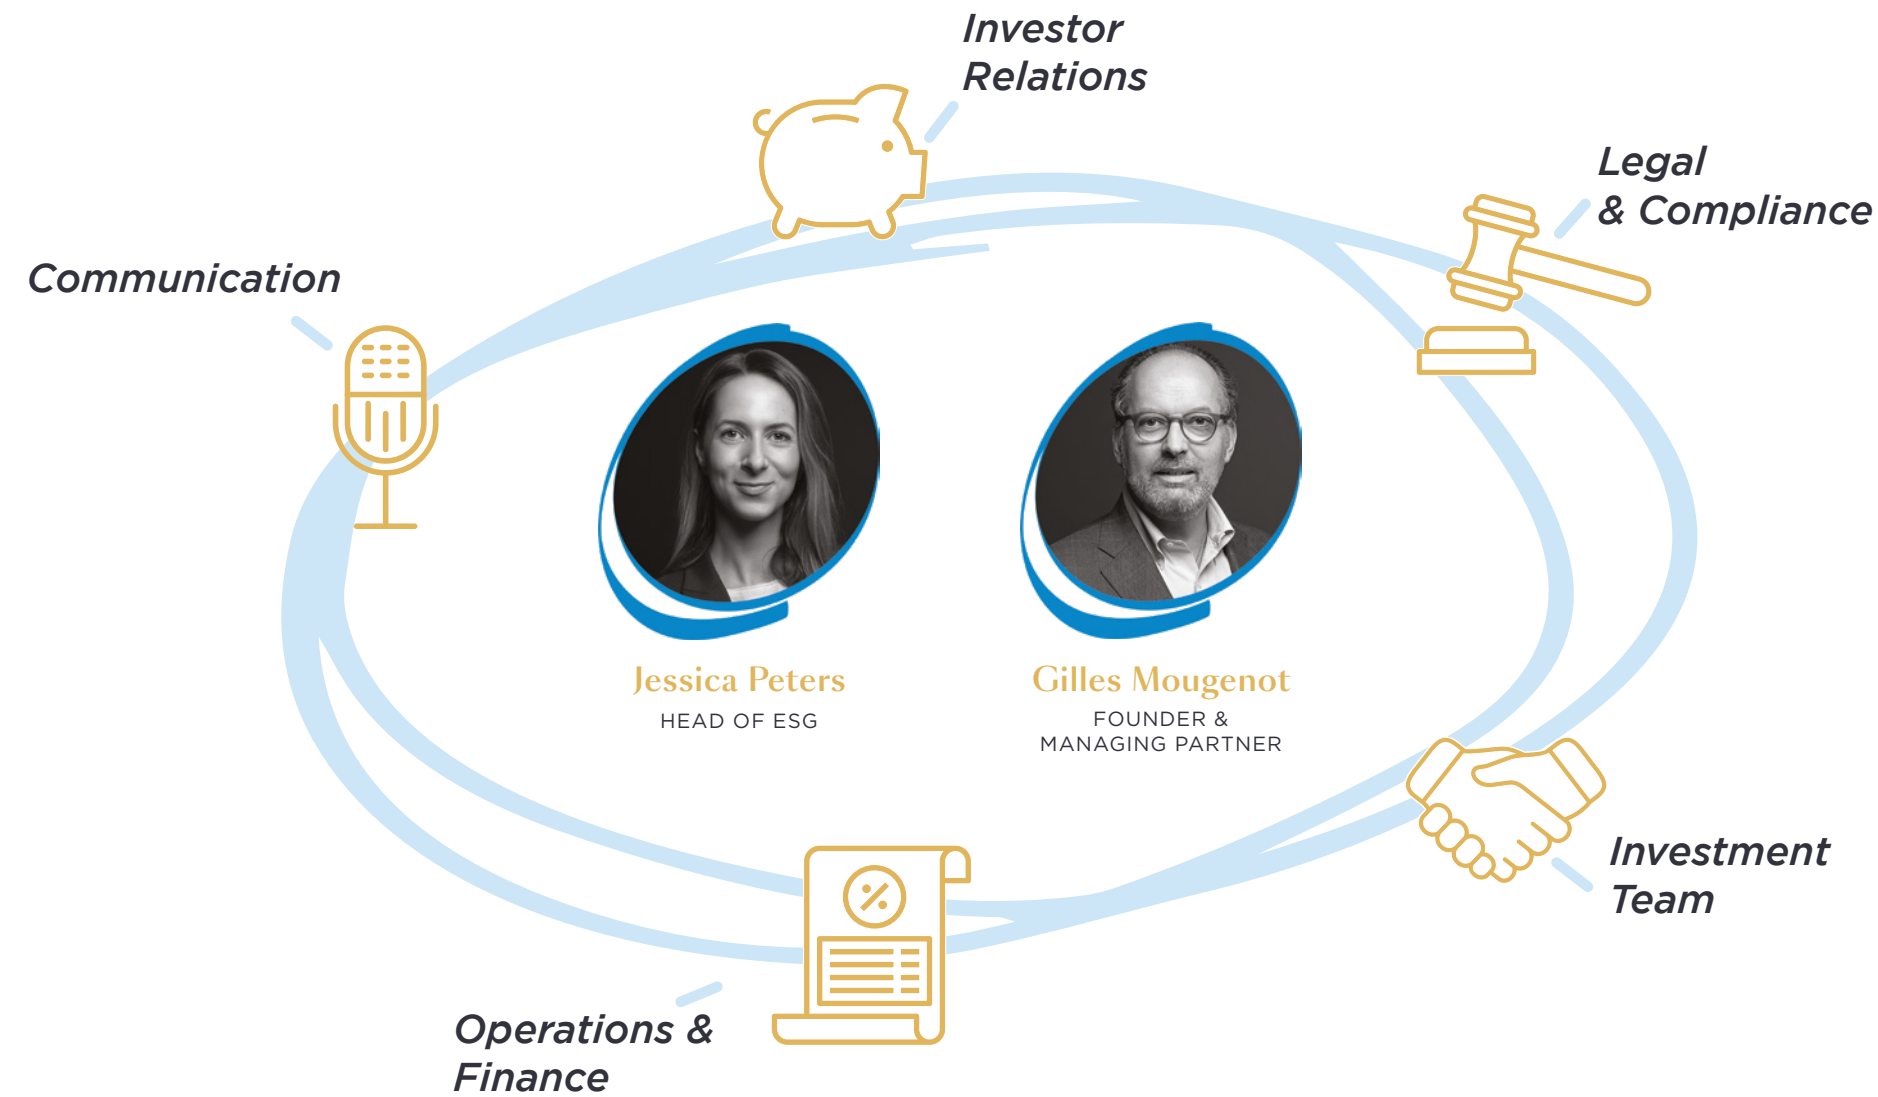 Investor
Relations
Legal
& Compliance
Communication
Jessica Peters
HEAD OF ESG
Gilles Mougenot
FOUNDER &
MANAGING PARTNER
Investment
Team
Operations &
Finance